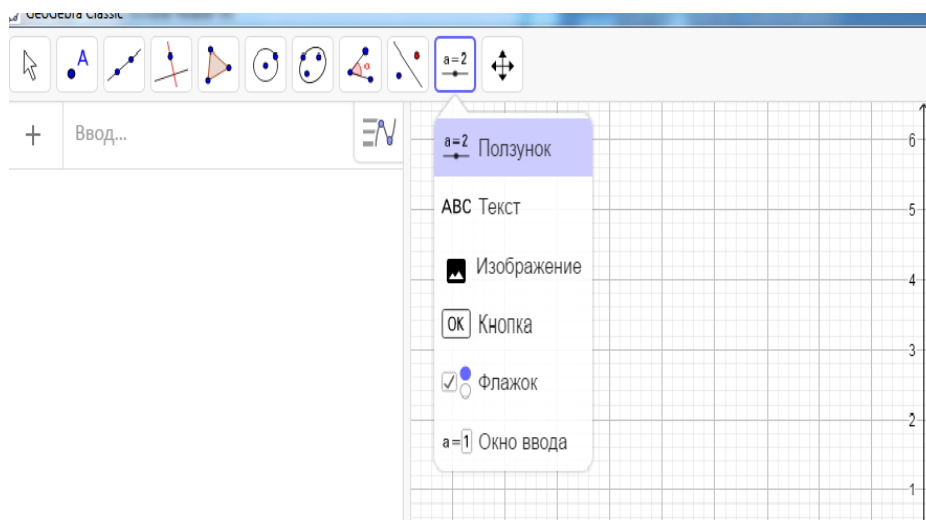 GeoGebra Classic
A
α
a=2
Ввод...
a=2 Ползунок
ABC Текст
Изображение
OK Кнопка
Флажок
a=1 Окно ввода
6
5
4
3
2
1